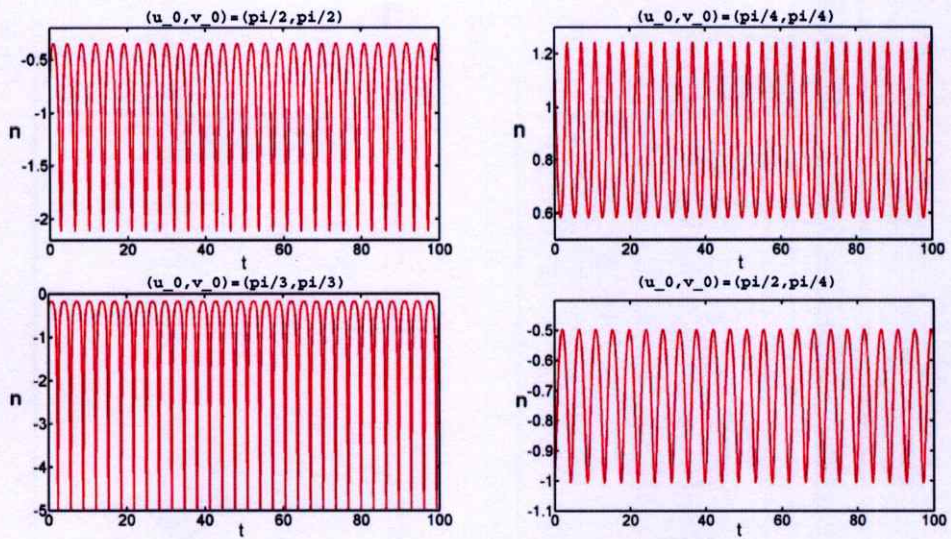 (u_0,v_0)=(pi/2,pi/2)
-0.5
-1
-1.5
-2
n
0 20 40 60 80 100
t
(u_0,v_0)=(pi/4,pi/4)
1.2
1
0.8
0.6
n
0 20 40 60 80 100
t
(u_0,v_0)=(pi/3,pi/3)
0
-1
-2
-3
-4
-5
n
0 20 40 60 80 100
t
(u_0,v_0)=(pi/2,pi/4)
-0.5
-0.6
-0.7
-0.8
-0.9
-1
-1.1
n
0 20 40 60 80 100
t